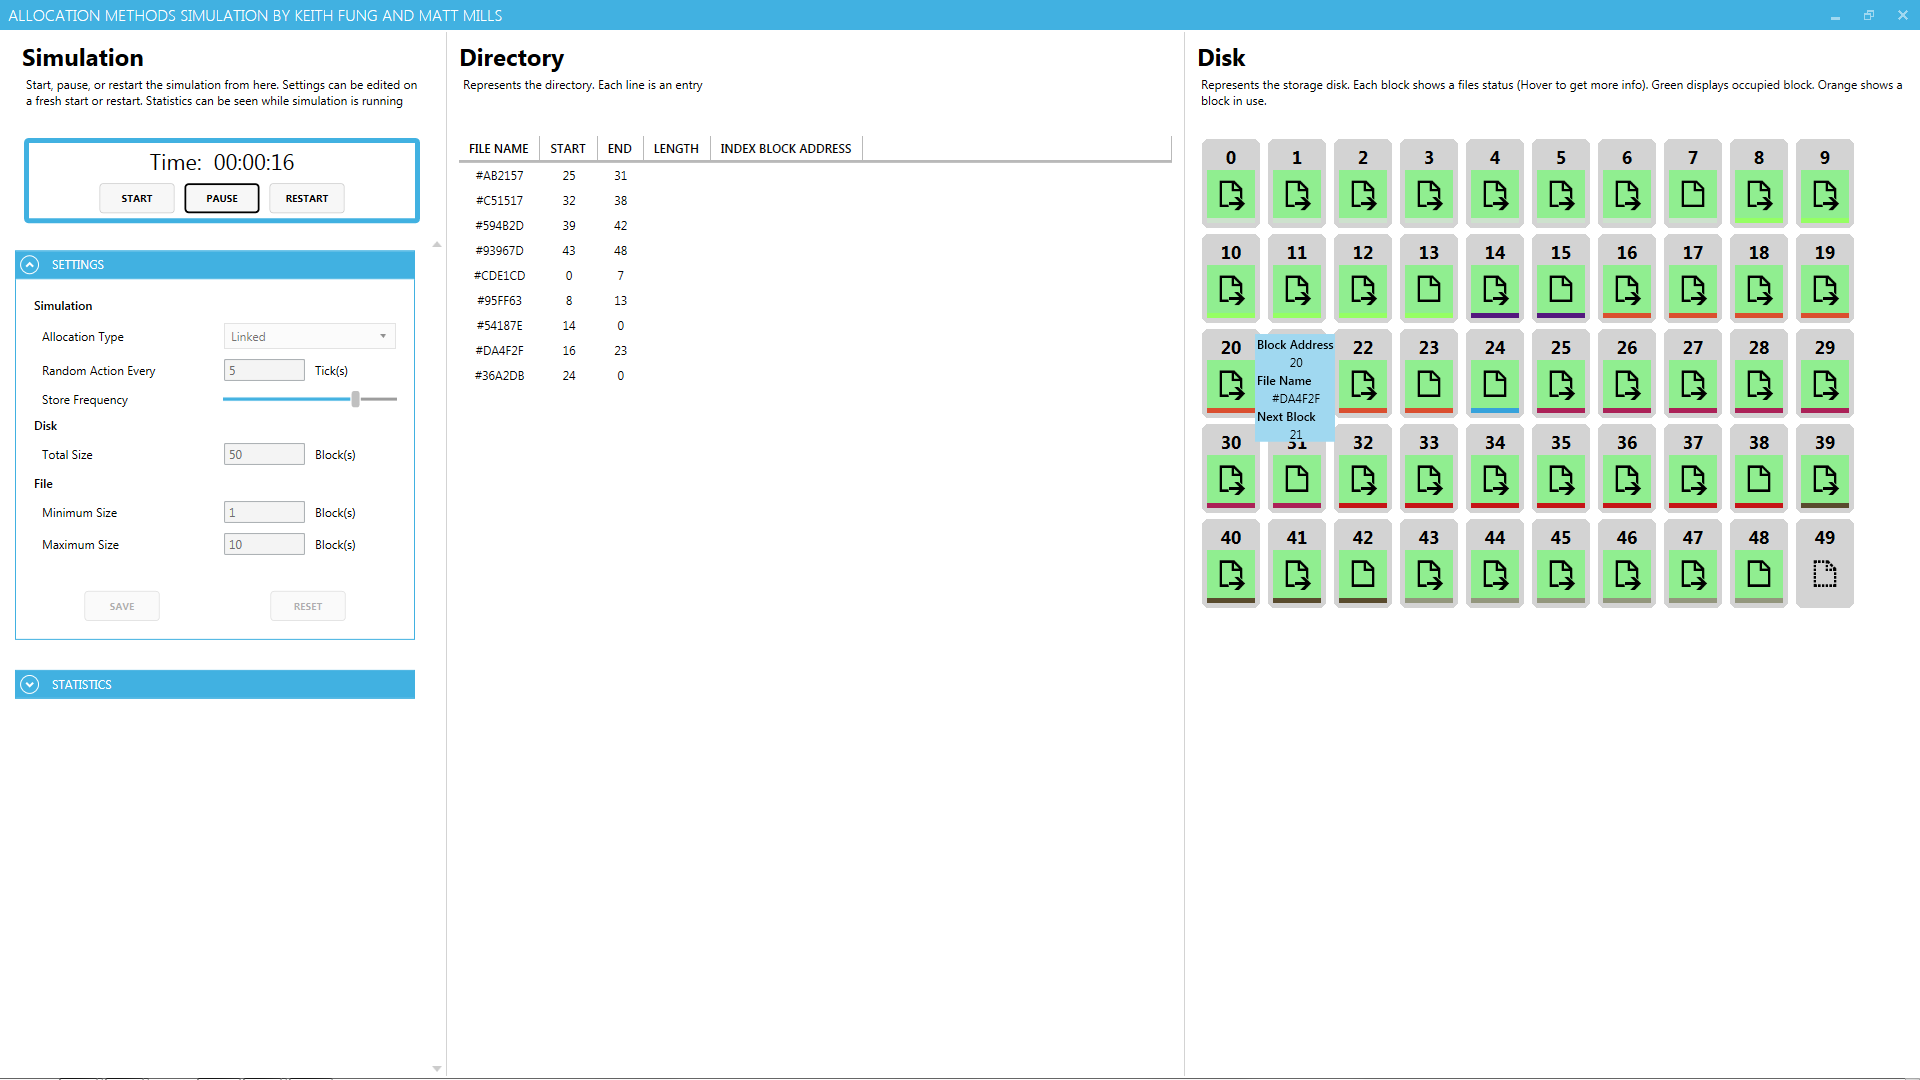 ALLOCATION METHODS SIMULATION BY KEITH FUNG AND MATT MILLS
Simulation
Start, pause, or restart the simulation from here. Settings can be edited on
a fresh start or restart. Statistics can be seen while simulation is running
Time: 00:00:16
START PAUSE RESTART
SETTINGS
Simulation
Allocation Type Linked
Random Action Every 5 Tick(s)
Store Frequency
Disk
Total Size 50 Block(s)
File
Minimum Size 1 Block(s)
Maximum Size 10 Block(s)
SAVE RESET
STATISTICS
Directory
Represents the directory. Each line is an entry
FILE NAME START END LENGTH INDEX BLOCK ADDRESS
#AB2157 25 31
#C51517 32 38
#594B2D 39 42
#93967D 43 48
#CDE1CD 0 7
#95FF63 8 13
#54187E 14 0
#DA4F2F 16 23
#36A2DB 24 0
Disk
Represents the storage disk. Each block shows a files status (Hover to get more info). Green displays occupied block. Orange shows a
block in use.
0 1 2 3 4 5 6 7 8 9
10 11 12 13 14 15 16 17 18 19
20 22 23 24 25 26 27 28 29
Block Address
20
File Name
#DA4F2F
Next Block
21
30 31 32 33 34 35 36 37 38 39
40 41 42 43 44 45 46 47 48 49